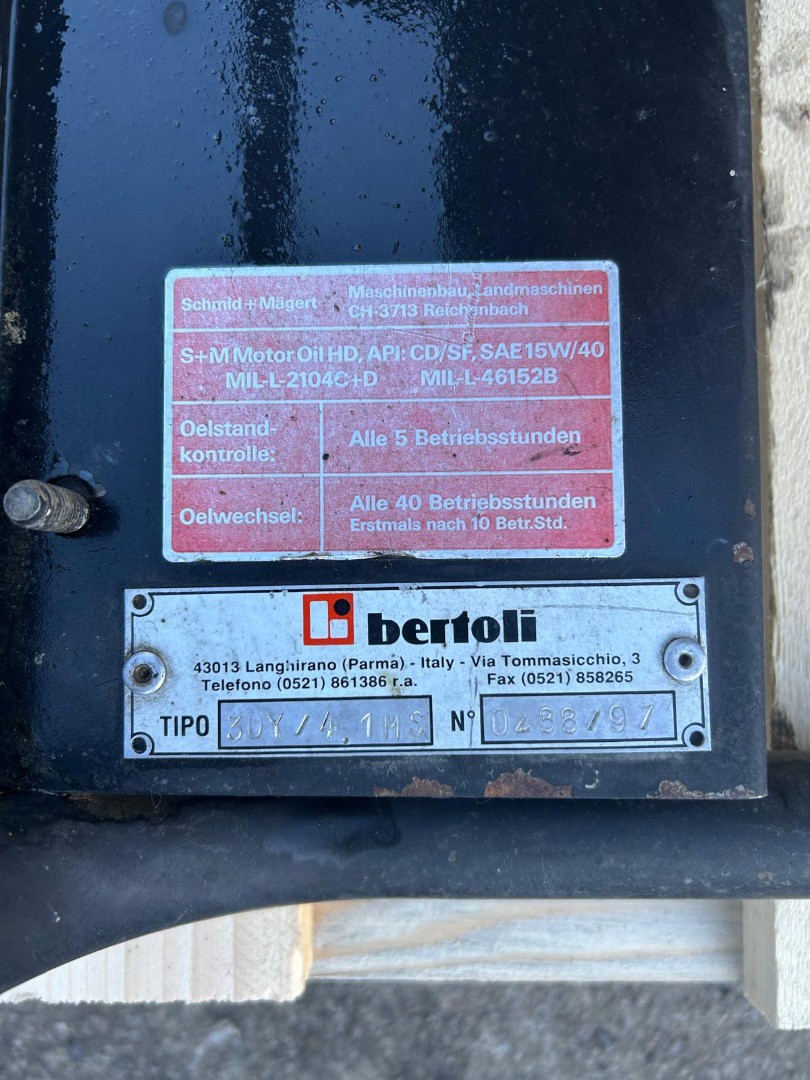 Schmid + Mägert
Maschinenbau, Landmaschinen
CH-3713 Reichenbach
S+M Motor Oil HD, API: CD/SF, SAE 15W/40
MIL-L-2104C+D MIL-L-46152B
Oelstand-
kontrolle:
Alle 5 Betriebsstunden
Oelwechsel:
Alle 40 Betriebsstunden
Erstmals nach 10 Betr.Std.
bertoli
43013 Langhirano (Parma) - Italy - Via Tommasicchio, 3
Telefono (0521) 861386 r.a. Fax (0521) 858265
TIPO 30Y/4.1MS N° 0488/97